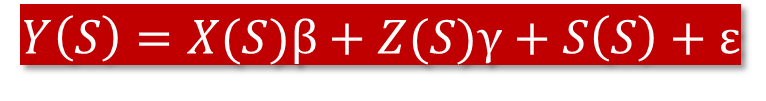 Y(S) = X(S)β + Z(S)γ + S(S) + ε